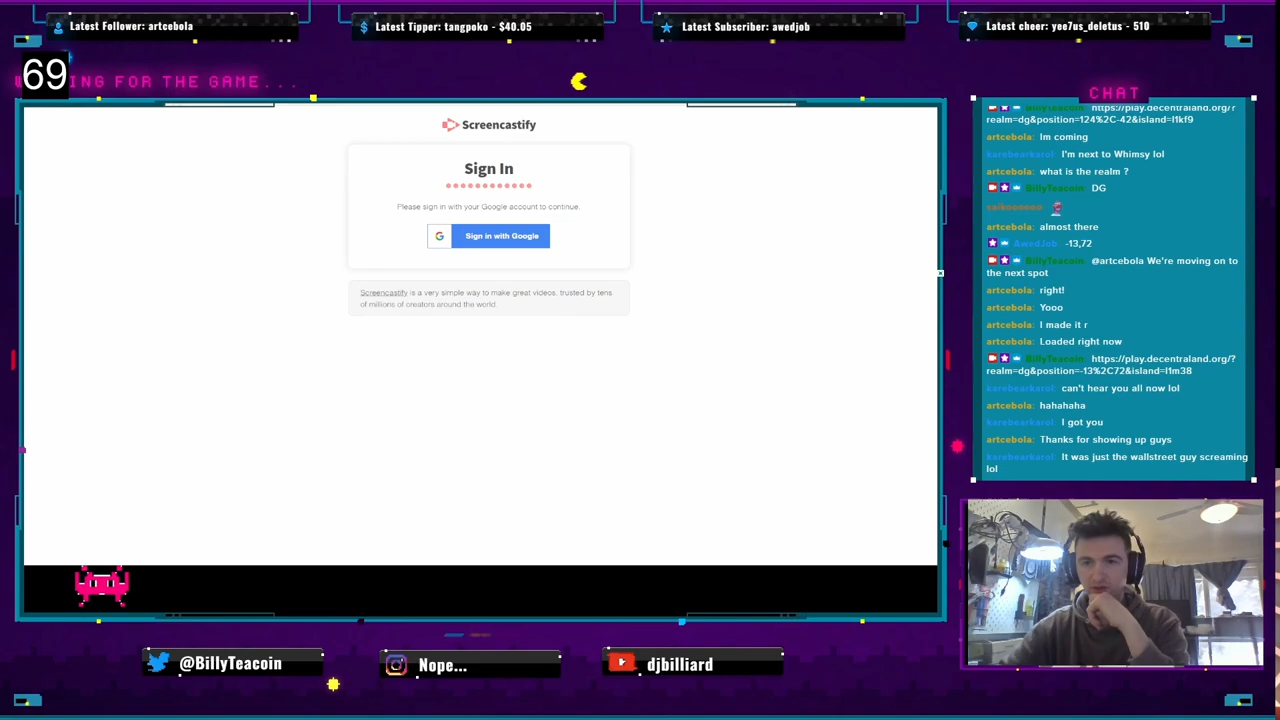 Latest Follower: artcebola
Latest Tipper: tangpoko - $40.05
Latest Subscriber: awedjob
Latest cheer: yee7us_deletus - 510
69
ING FOR THE GAME...
CHAT
Screencastify
Sign In
Please sign in with your Google account to continue.
G Sign in with Google
Screencastify is a very simple way to make great videos, trusted by tens
of millions of creators around the world.
BillyTeacoin: https://play.decentraland.org/?
realm=dg&position=124%2C-42&island=I1kf9
artcebola: Im coming
karebearkarol: I'm next to Whimsy lol
artcebola: what is the realm ?
BillyTeacoin: DG
artcebola: almost there
AwedJob: -13,72
BillyTeacoin: @artcebola We're moving on to
the next spot
artcebola: right!
artcebola: Yooo
artcebola: I made it r
artcebola: Loaded right now
BillyTeacoin: https://play.decentraland.org/?
realm=dg&position=-13%2C72&island=I1m38
karebearkarol: can't hear you all now lol
artcebola: hahahaha
karebearkarol: I got you
artcebola: Thanks for showing up guys
karebearkarol: It was just the wallstreet guy screaming
lol
@BillyTeacoin
Nope...
djbilliard